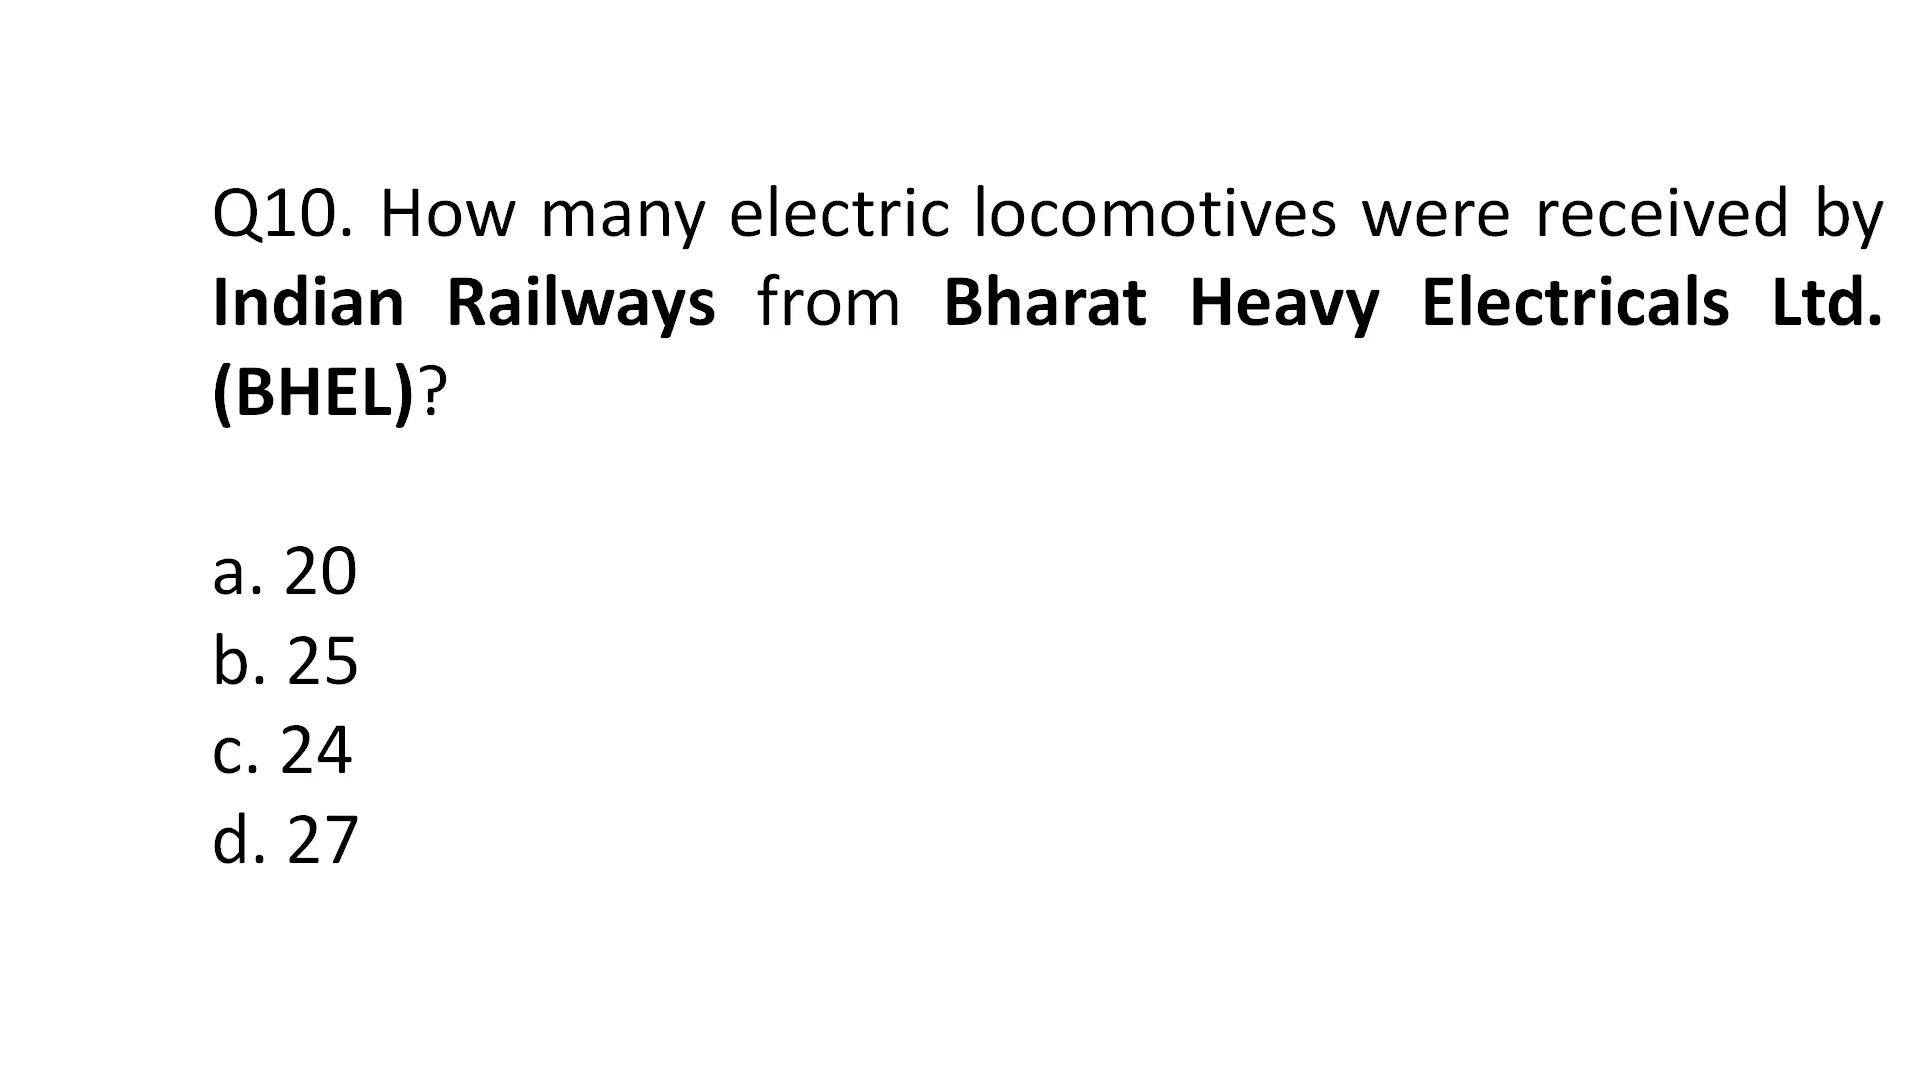 Q10. How many electric locomotives were received by
Indian Railways from Bharat Heavy Electricals Ltd.
(BHEL)?
a. 20
b. 25
c. 24
d. 27